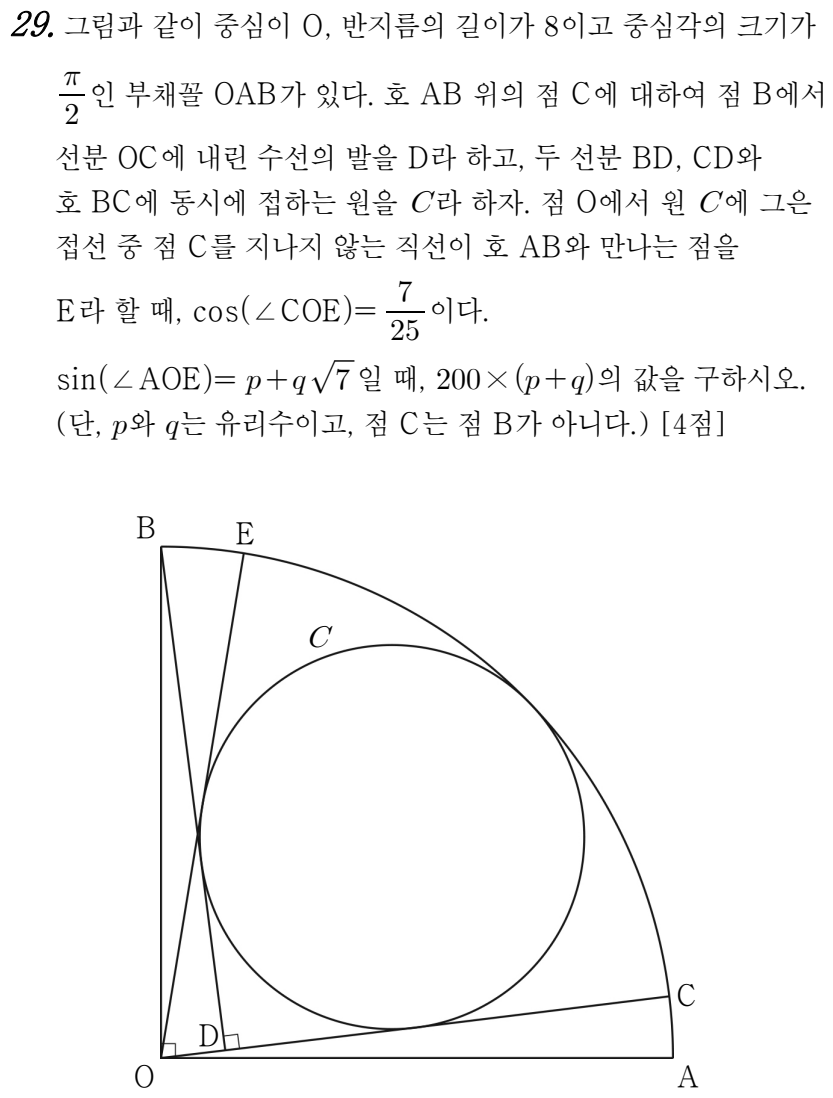 29. 그림과 같이 중심이 O, 반지름의 길이가 8이고 중심각의 크기가
π/2인 부채꼴 OAB가 있다. 호 AB 위의 점 C에 대하여 점 B에서
선분 OC에 내린 수선의 발을 D라 하고, 두 선분 BD, CD와
호 BC에 동시에 접하는 원을 C라 하자. 점 O에서 원 C에 그은
접선 중 점 C를 지나지 않는 직선이 호 AB와 만나는 점을
E라 할 때, cos(∠COE)=7/25이다.
sin(∠AOE)=p+q√7일 때, 200×(p+q)의 값을 구하시오.
(단, p와 q는 유리수이고, 점 C는 점 B가 아니다.) [4점]
B
E
C
C
D
O
A